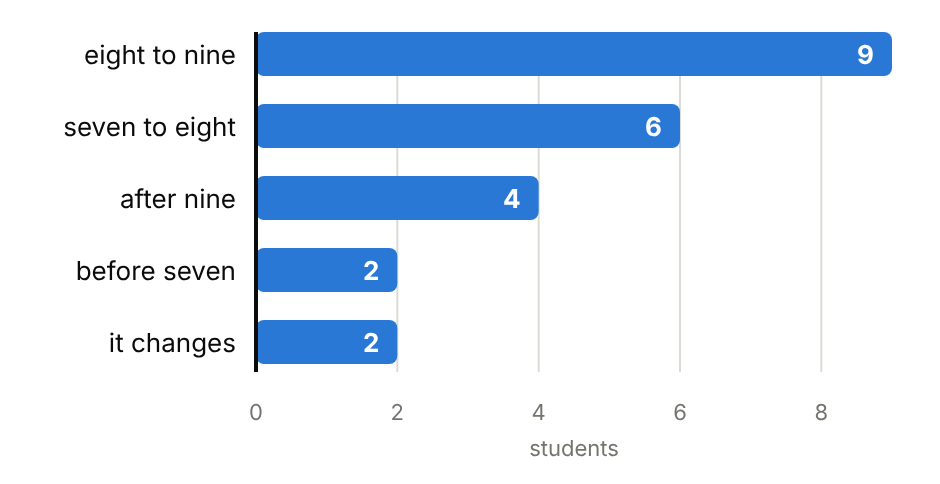 eight to nine 9
seven to eight 6
after nine 4
before seven 2
it changes 2
0 2 4 6 8
students